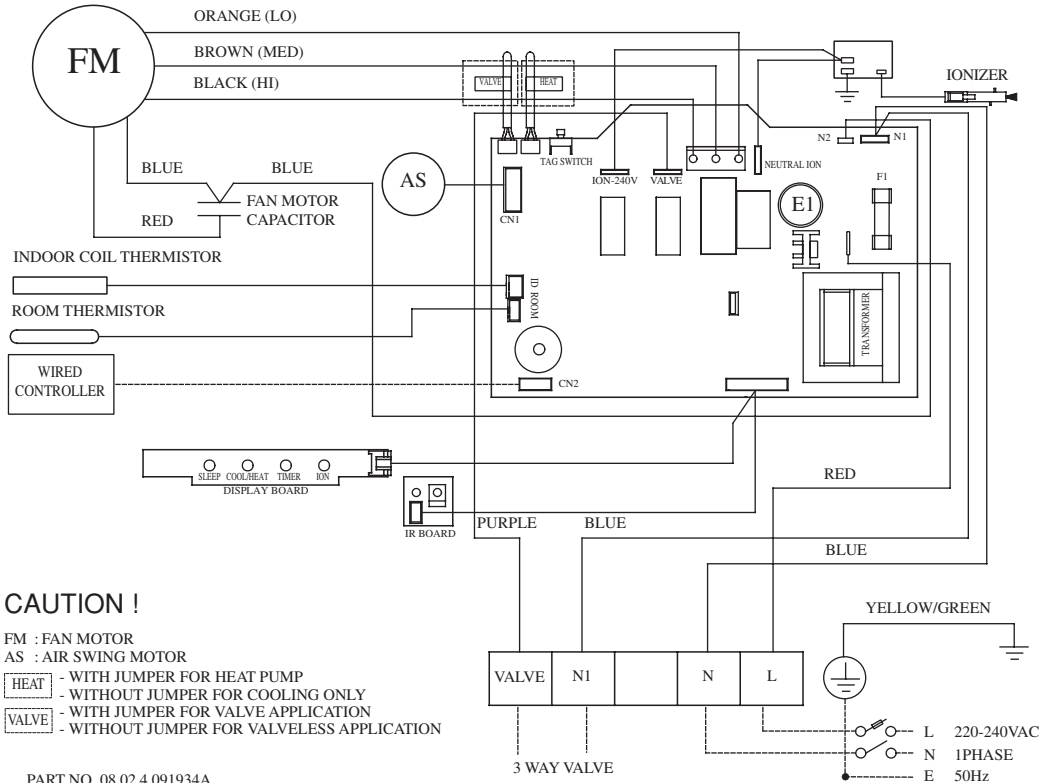 ORANGE (LO)
FM
BROWN (MED)
BLACK (HI)
VALVE
HEAT
IONIZER
N2
N1
TAG SWITCH
NEUTRAL ION
ION-240V
VALVE
F1
BLUE
BLUE
AS
E1
FAN MOTOR
CAPACITOR
RED
CN1
INDOOR COIL THERMISTOR
ID ROOM
ROOM THERMISTOR
TRANSFORMER
WIRED
CONTROLLER
CN2
SLEEP COOL/HEAT TIMER ION
DISPLAY BOARD
RED
IR BOARD
PURPLE
BLUE
BLUE
CAUTION !
YELLOW/GREEN
FM : FAN MOTOR
AS : AIR SWING MOTOR
HEAT - WITH JUMPER FOR HEAT PUMP
- WITHOUT JUMPER FOR COOLING ONLY
VALVE - WITH JUMPER FOR VALVE APPLICATION
- WITHOUT JUMPER FOR VALVELESS APPLICATION
VALVE N1 N L
L 220-240VAC
N 1PHASE
E 50Hz
3 WAY VALVE
PART NO. 08.02.4.091934A